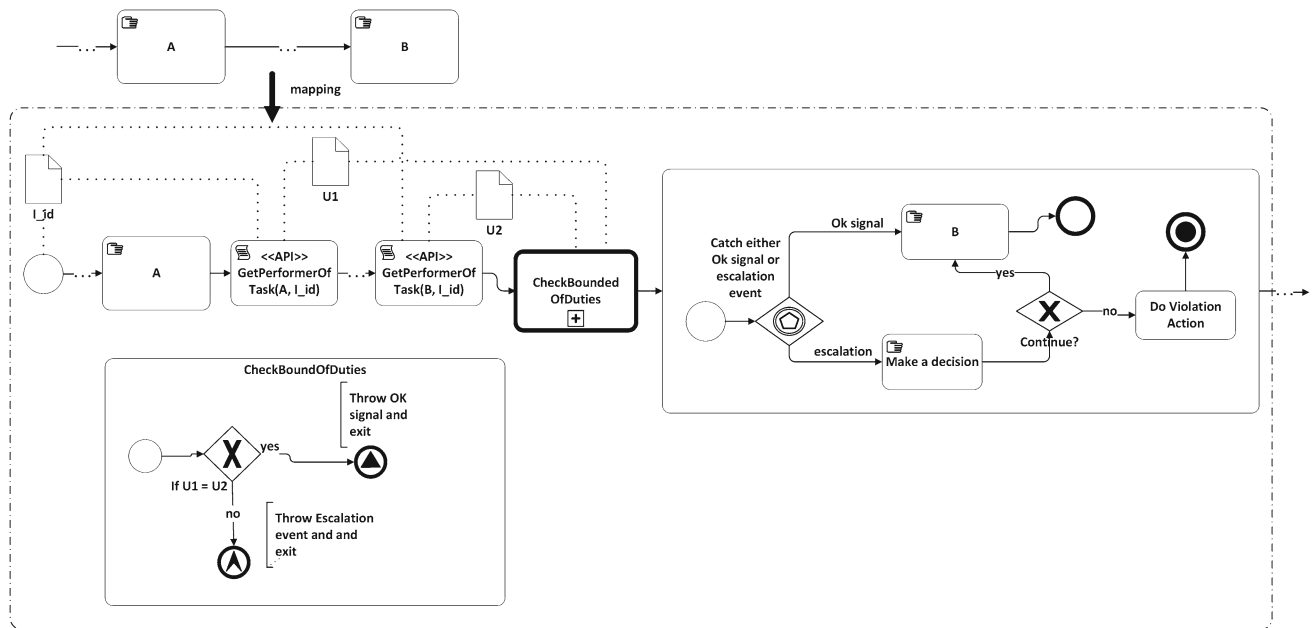 A
B
mapping
I_id
U1
U2
A
<<API>>
GetPerformerOf
Task(A, I_id)
<<API>>
GetPerformerOf
Task(B, I_id)
CheckBounded
OfDuties
Catch either
Ok signal or
escalation
event
Ok signal
B
escalation
Make a decision
yes
Continue?
no
Do Violation
Action
CheckBoundOfDuties
If U1 = U2
yes
Throw OK
signal and
exit
no
Throw Escalation
event and and
exit